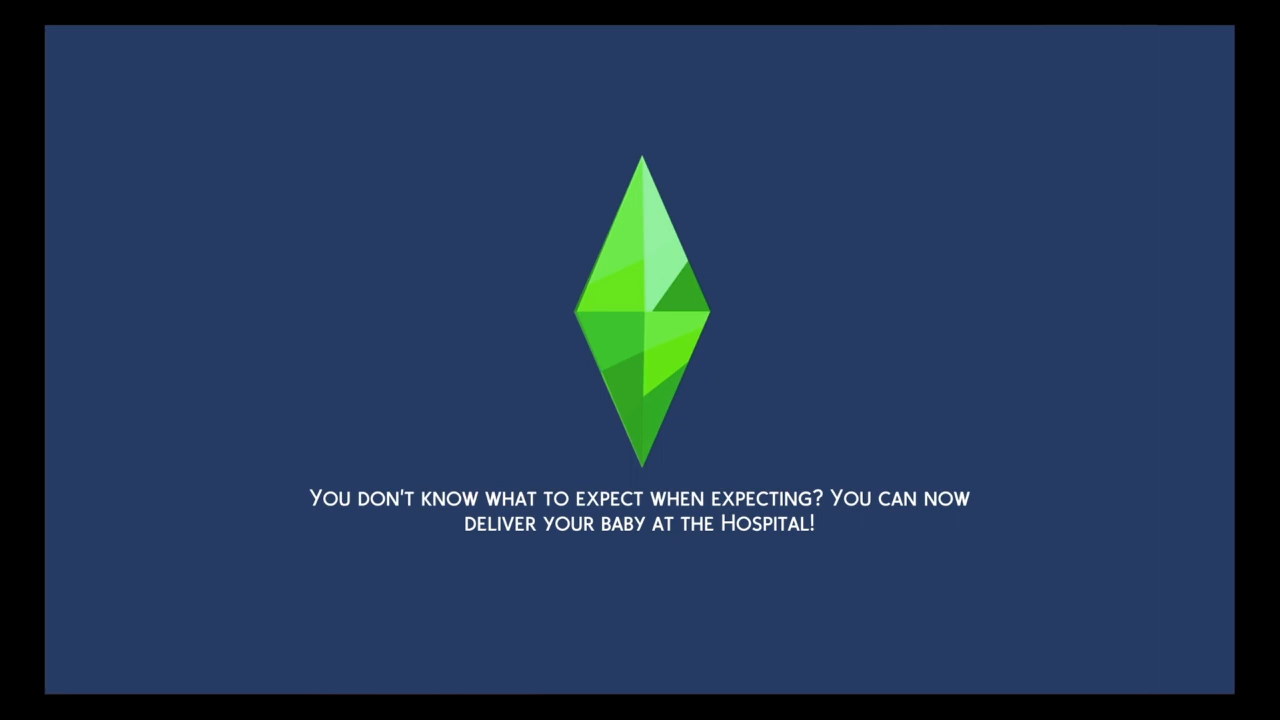 You don't know what to expect when expecting? You can now
deliver your baby at the Hospital!